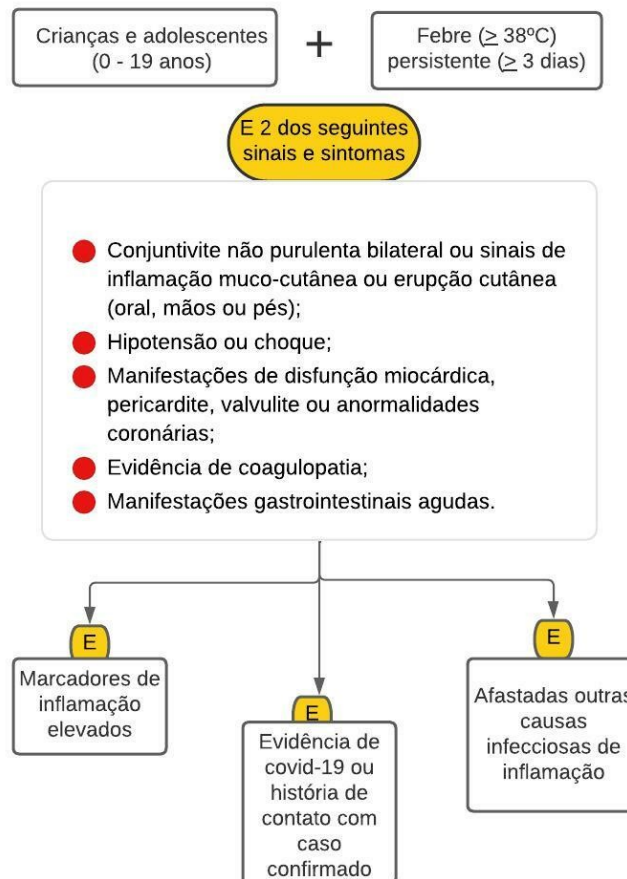 Crianças e adolescentes
(0 - 19 anos)
+
Febre (≥ 38ºC)
persistente (≥ 3 dias)
E 2 dos seguintes
sinais e sintomas
Conjuntivite não purulenta bilateral ou sinais de
inflamação muco-cutânea ou erupção cutânea
(oral, mãos ou pés);
Hipotensão ou choque;
Manifestações de disfunção miocárdica,
pericardite, valvulite ou anormalidades
coronárias;
Evidência de coagulopatia;
Manifestações gastrointestinais agudas.
E
Marcadores de
inflamação
elevados
E
Evidência de
covid-19 ou
história de
contato com
caso
confirmado
E
Afastadas outras
causas
infecciosas de
inflamação